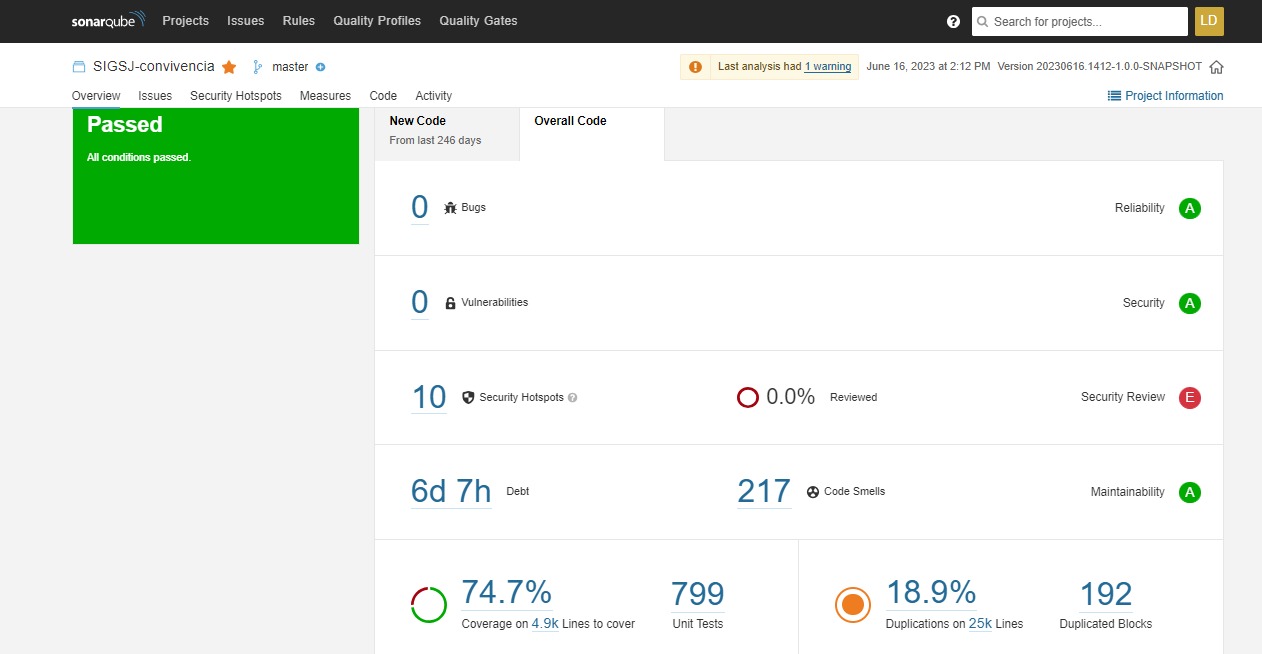 sonarqube Projects Issues Rules Quality Profiles Quality Gates ? Search for projects... LD
SIGSJ-convivencia master Last analysis had 1 warning June 16, 2023 at 2:12 PM Version 20230616.1412-1.0.0-SNAPSHOT
Overview Issues Security Hotspots Measures Code Activity Project Information
Passed
All conditions passed.
New Code
From last 246 days
Overall Code
0 Bugs Reliability A
0 Vulnerabilities Security A
10 Security Hotspots ? 0.0% Reviewed Security Review E
6d 7h Debt 217 Code Smells Maintainability A
74.7%
Coverage on 4.9k Lines to cover
799
Unit Tests
18.9%
Duplications on 25k Lines
192
Duplicated Blocks